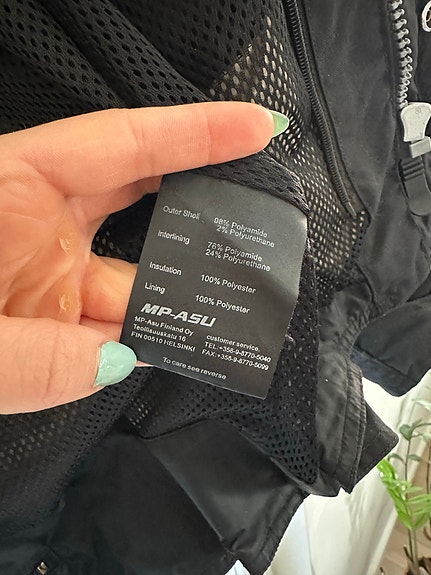 Outer Shell 98% Polyamide
2% Polyurethane
Interlining 76% Polyamide
24% Polyurethane
Insulation 100% Polyester
Lining 100% Polyester
MP-ASU
MP-Asu Finland Oy customer service.
Teollisuuskatu 16 TEL:+358-9-8770-5040
FIN 00510 HELSINKI FAX:+358-9-8770-5099
To care see reverse